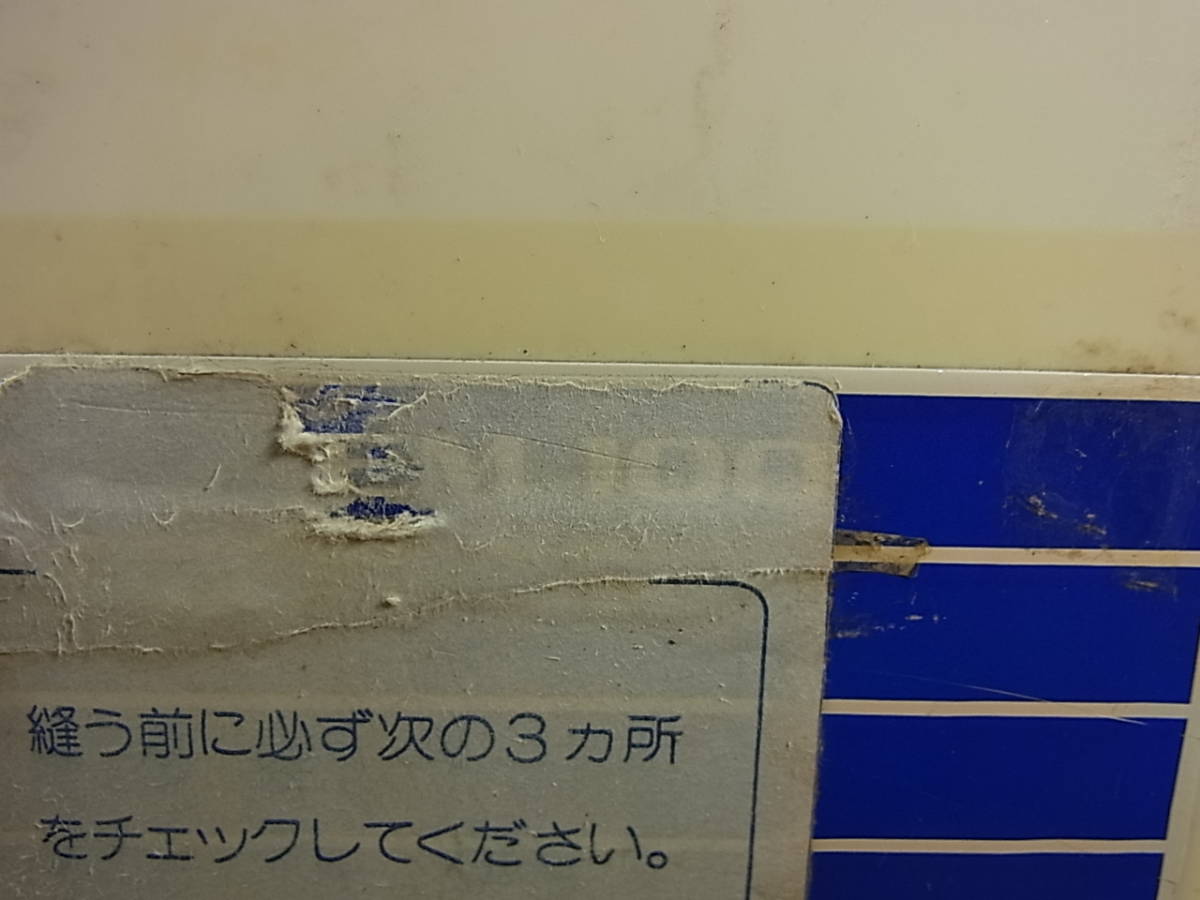 縫う前に必ず次の3ヵ所
をチェックしてください。